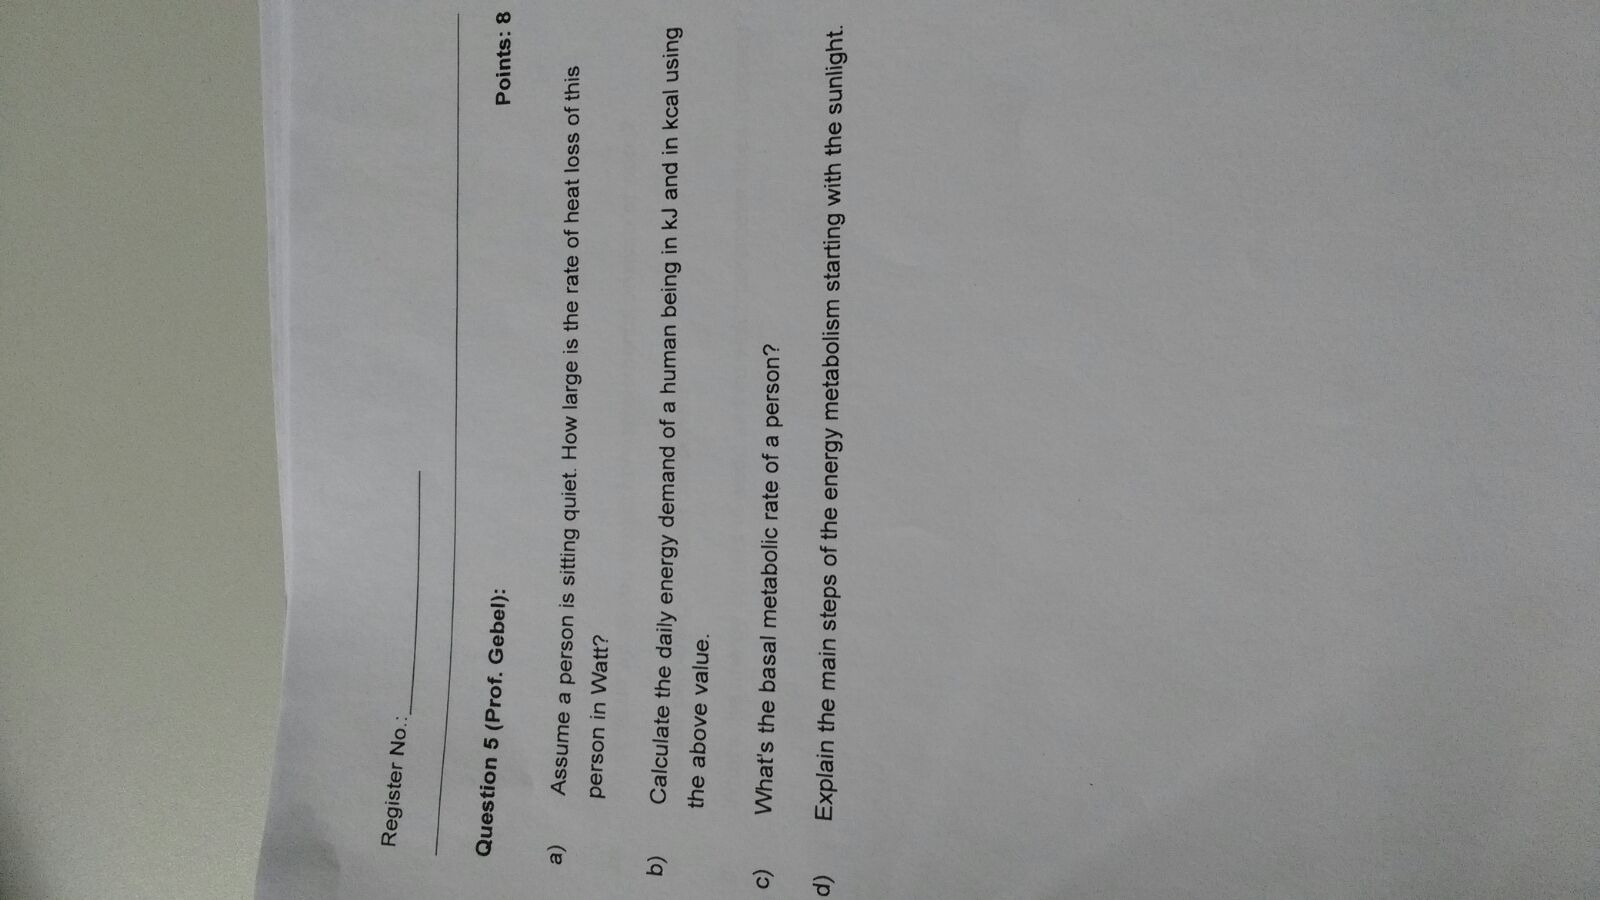 Register No.:
Question 5 (Prof. Gebel): Points: 8
a) Assume a person is sitting quiet. How large is the rate of heat loss of this
person in Watt?
b) Calculate the daily energy demand of a human being in kJ and in kcal using
the above value.
c) What's the basal metabolic rate of a person?
d) Explain the main steps of the energy metabolism starting with the sunlight.